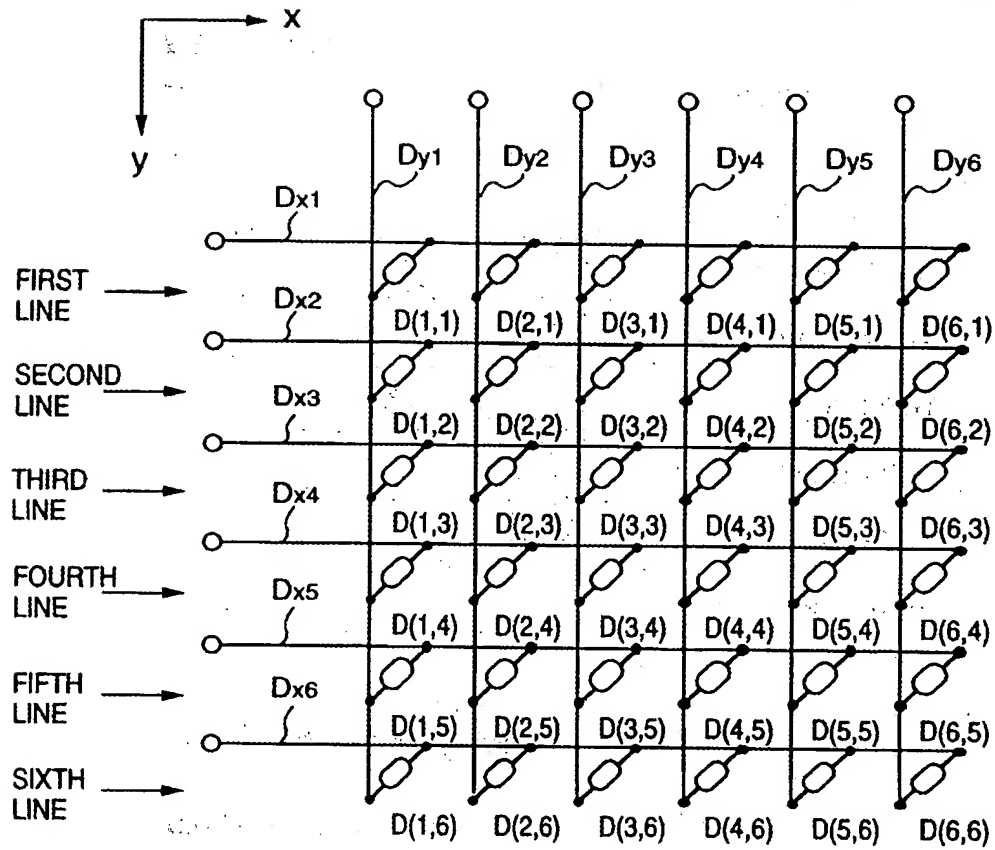 x
y
Dy1 Dy2 Dy3 Dy4 Dy5 Dy6
Dx1
FIRST
LINE
Dx2
D(1,1) D(2,1) D(3,1) D(4,1) D(5,1) D(6,1)
SECOND
LINE
Dx3
D(1,2) D(2,2) D(3,2) D(4,2) D(5,2) D(6,2)
THIRD
LINE
Dx4
D(1,3) D(2,3) D(3,3) D(4,3) D(5,3) D(6,3)
FOURTH
LINE
Dx5
D(1,4) D(2,4) D(3,4) D(4,4) D(5,4) D(6,4)
FIFTH
LINE
Dx6
D(1,5) D(2,5) D(3,5) D(4,5) D(5,5) D(6,5)
SIXTH
LINE
D(1,6) D(2,6) D(3,6) D(4,6) D(5,6) D(6,6)